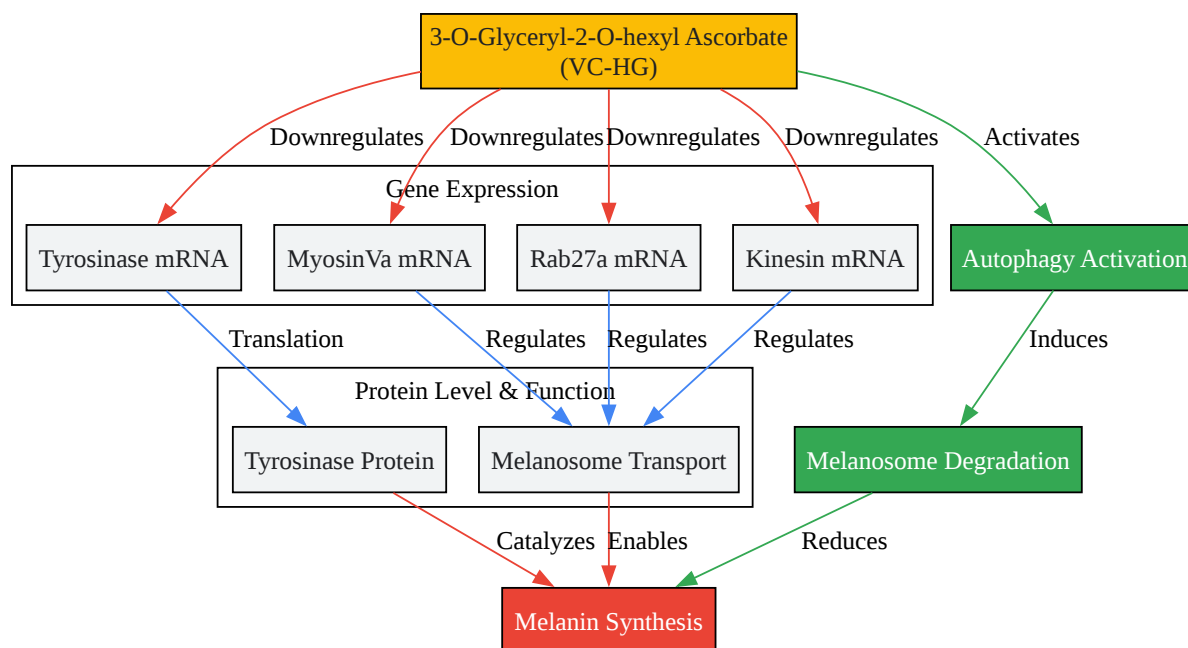 3-O-Glyceryl-2-O-hexyl Ascorbate
(VC-HG)
Downregulates
Downregulates
Downregulates
Downregulates
Activates
Gene Expression
Tyrosinase mRNA
MyosinVa mRNA
Rab27a mRNA
Kinesin mRNA
Autophagy Activation
Translation
Regulates
Regulates
Regulates
Induces
Protein Level & Function
Tyrosinase Protein
Melanosome Transport
Melanosome Degradation
Catalyzes
Enables
Reduces
Melanin Synthesis